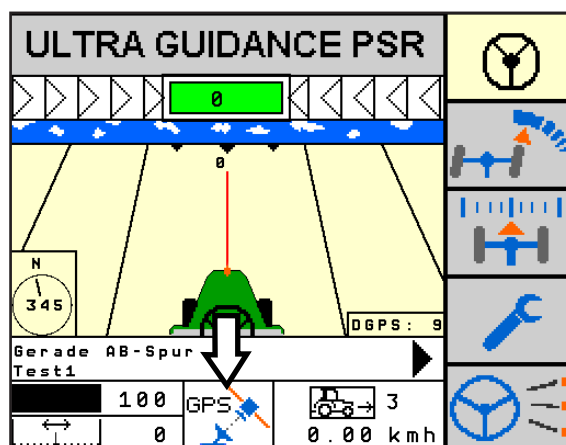 ULTRA GUIDANCE PSR
0
0
N
345
DGPS: 9
Gerade AB-Spur
Test1
100
GPS
3
0
0.00 kmh